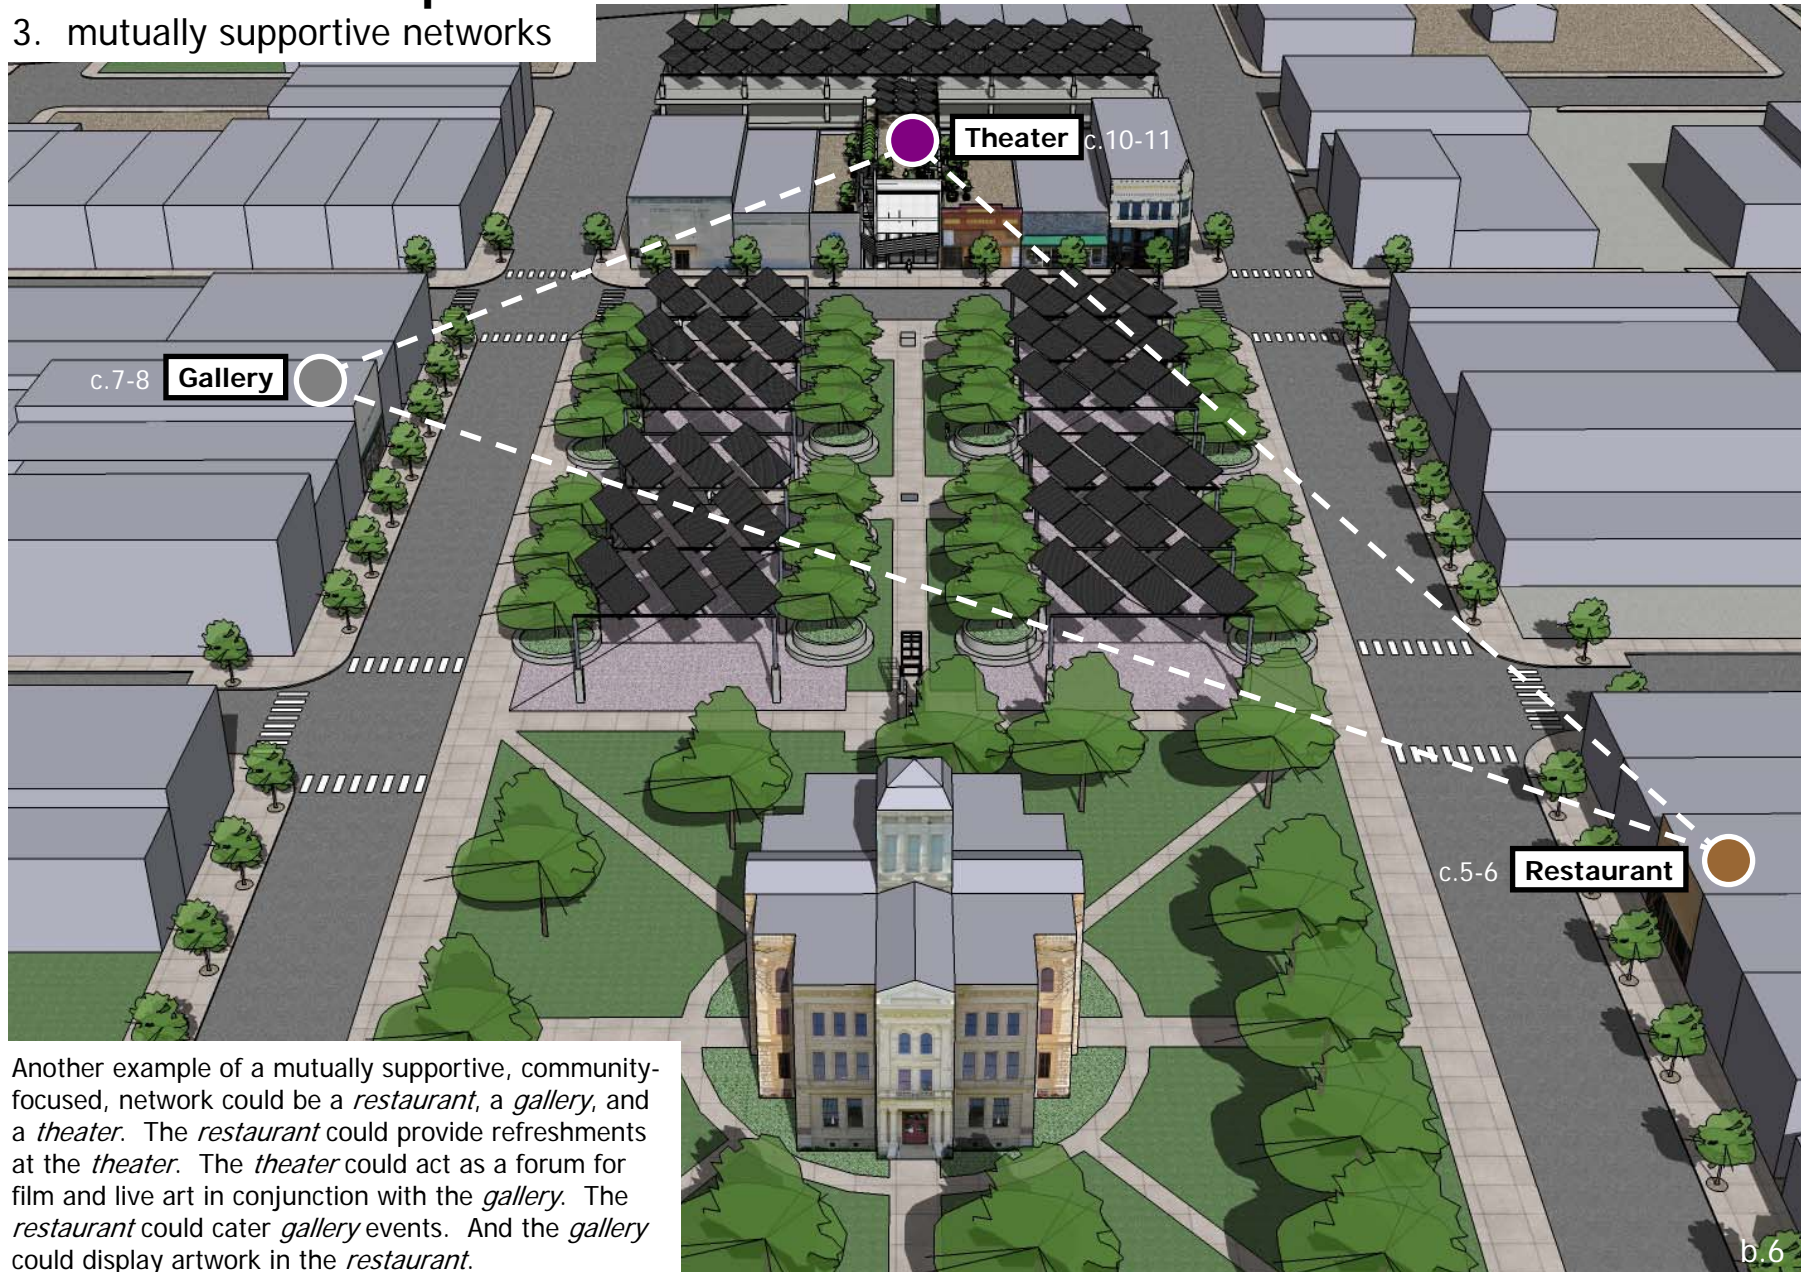 3. mutually supportive networks
Theater c.10-11
c.7-8 Gallery
c.5-6 Restaurant
Another example of a mutually supportive, community-
focused, network could be a restaurant, a gallery, and
a theater. The restaurant could provide refreshments
at the theater. The theater could act as a forum for
film and live art in conjunction with the gallery. The
restaurant could cater gallery events. And the gallery
could display artwork in the restaurant.
b.6